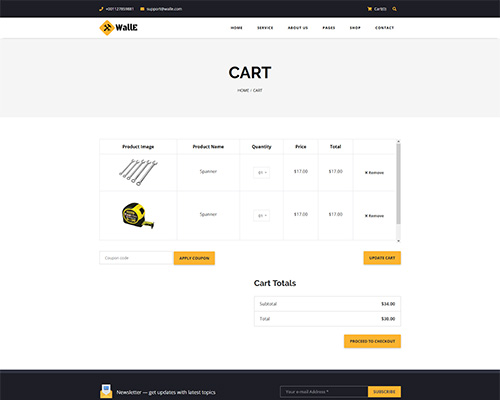 +001127859881 support@walle.com Cart(0)
WallE HOME SERVICE ABOUT US PAGES SHOP CONTACT
CART
HOME / CART
Product Image Product Name Quantity Price Total
Spanner 01 $17.00 $17.00 × Remove
Spanner 01 $17.00 $17.00 × Remove
Coupon code APPLY COUPON UPDATE CART
Cart Totals
Subtotal $34.00
Total $38.00
PROCEED TO CHECKOUT
Newsletter — get updates with latest topics Your e-mail Address * SUBSCRIBE